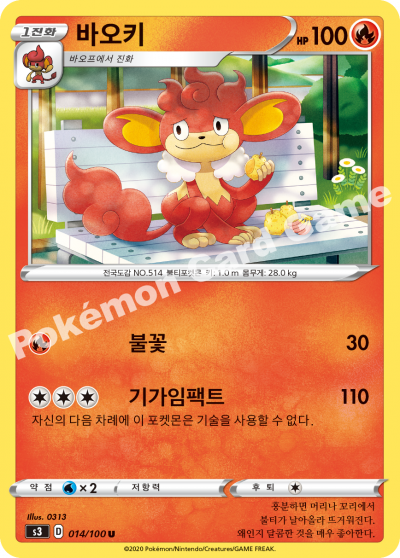 1진화 바오키 HP 100
바오프에서 진화
전국도감 NO.514 불티포켓몬 키: 1.0 m 몸무게: 28.0 kg
Pokémon Card Game
불꽃 30
기가임팩트 110
자신의 다음 차례에 이 포켓몬은 기술을 사용할 수 없다.
약점 ×2 저항력 후퇴
Illus. 0313
s3 D 014/100 U
흥분하면 머리나 꼬리에서
불티가 날아올라 뜨거워진다.
왜인지 달콤한 것을 매우 좋아한다.
©2020 Pokémon/Nintendo/Creatures/GAME FREAK.